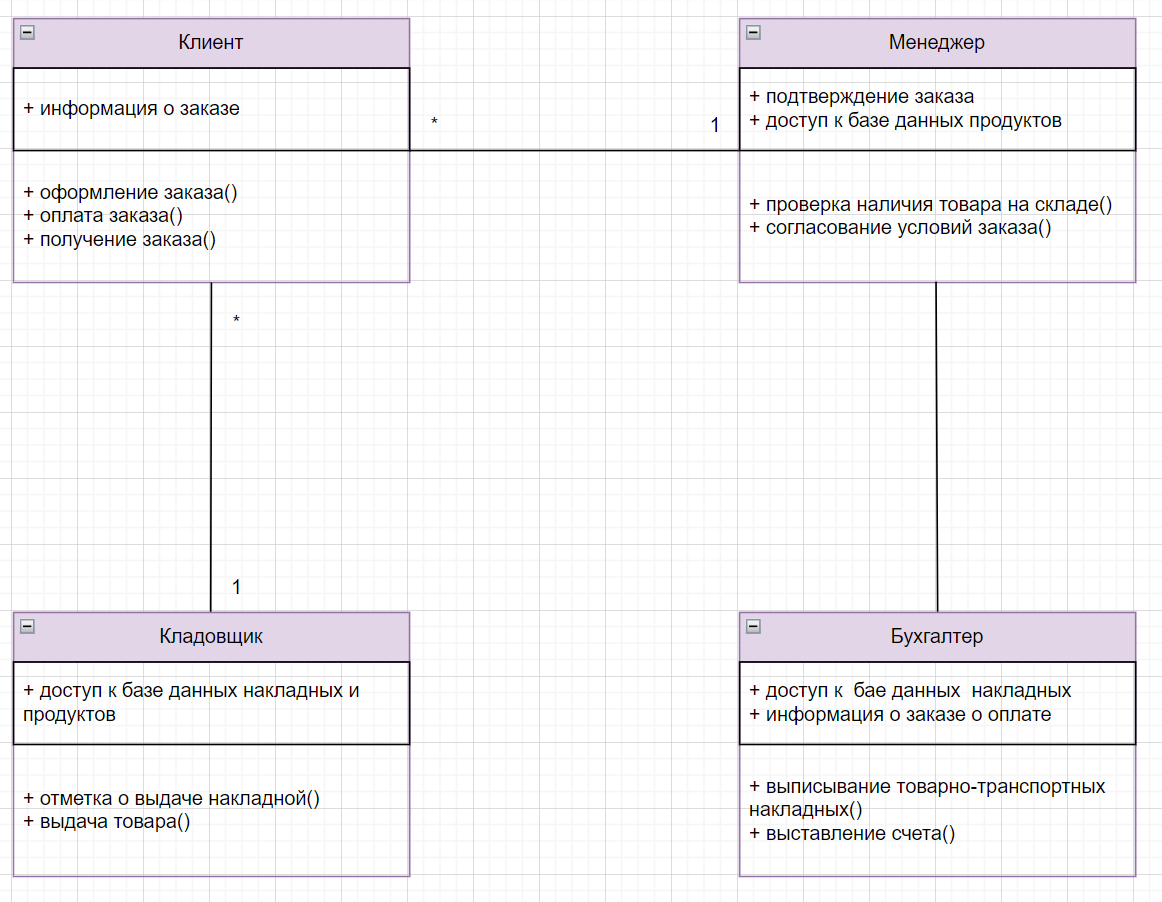 Клиент
+ информация о заказе
+ оформление заказа()
+ оплата заказа()
+ получение заказа()
*
1
Менеджер
+ подтверждение заказа
+ доступ к базе данных продуктов
+ проверка наличия товара на складе()
+ согласование условий заказа()
*
1
Кладовщик
+ доступ к базе данных накладных и
продуктов
+ отметка о выдаче накладной()
+ выдача товара()
Бухгалтер
+ доступ к  бае данных  накладных
+ информация о заказе о оплате
+ выписывание товарно-транспортных
накладных()
+ выставление счета()